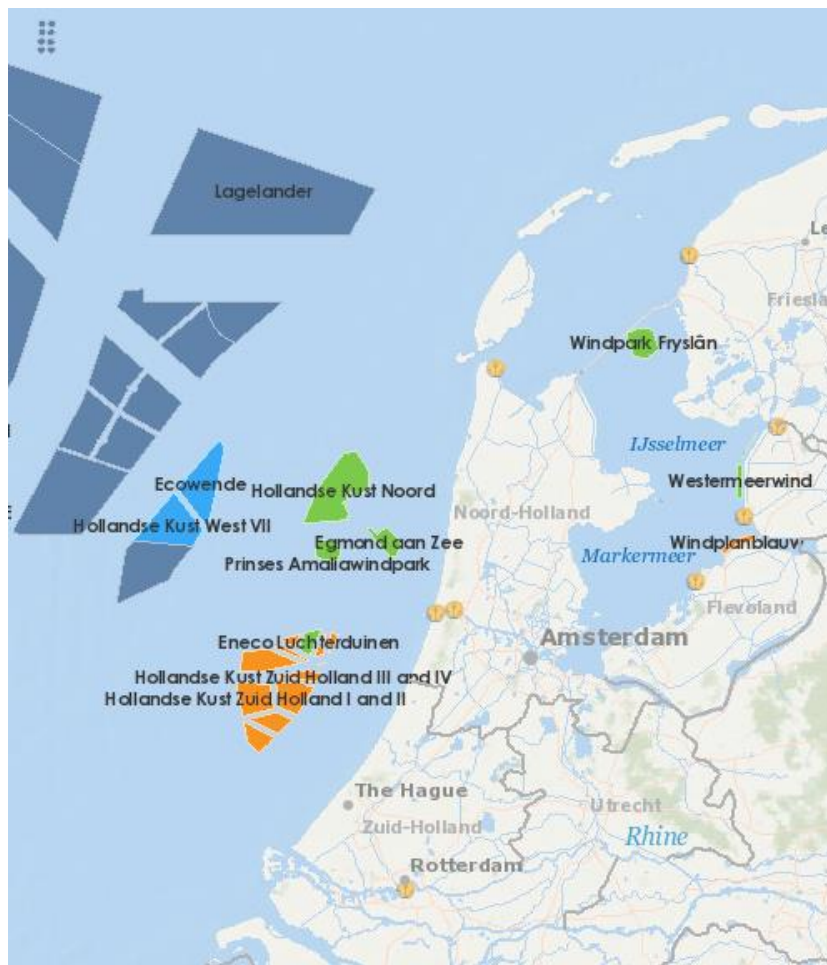 Lagelander
Le
Friesla
Windpark Fryslân
IJsselmeer
Ecowende
Hollandse Kust Noord
Westermeerwind
Noord-Holland
Hollandse Kust West VII
Egmond aan Zee
Windplanblauw
Markermeer
Prinses Amaliawindpark
Flevoland
Eneco Luchterduinen
Amsterdam
Hollandse Kust Zuid Holland III and IV
Hollandse Kust Zuid Holland I and II
The Hague
Utrecht
Zuid-Holland
Rhine
Rotterdam